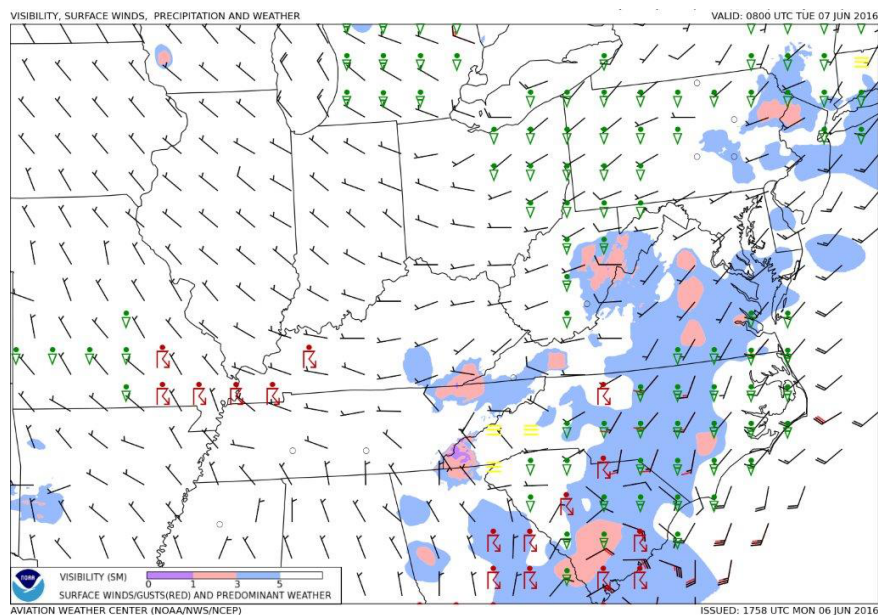 VISIBILITY, SURFACE WINDS, PRECIPITATION AND WEATHER
VALID: 0800 UTC TUE 07 JUN 2016
VISIBILITY (SM)
0 1 3 5
SURFACE WINDS/GUSTS(RED) AND PREDOMINANT WEATHER
NOAA
AVIATION WEATHER CENTER (NOAA/NWS/NCEP)
ISSUED: 1758 UTC MON 06 JUN 2016